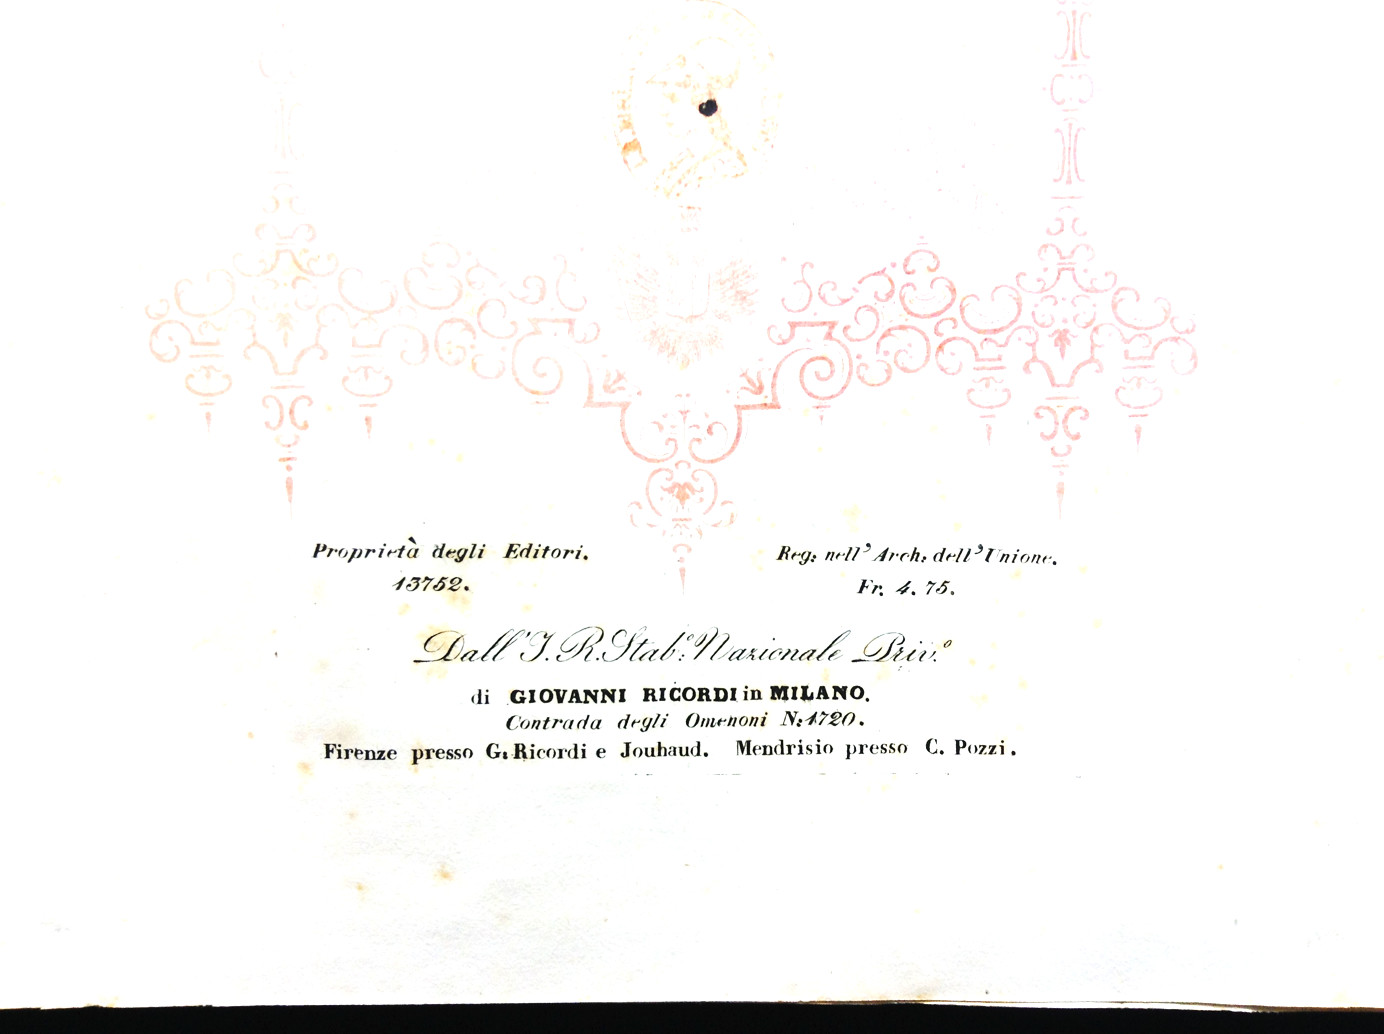 Proprietà degli Editori.
13752.
Reg: nell' Arch: dell' Unione.
Fr. 4. 75.
Dall' I. R. Stab:º Nazionale Priv.º
di GIOVANNI RICORDI in MILANO.
Contrada degli Omenoni N: 1720.
Firenze presso G: Ricordi e Jouhaud. Mendrisio presso C. Pozzi.